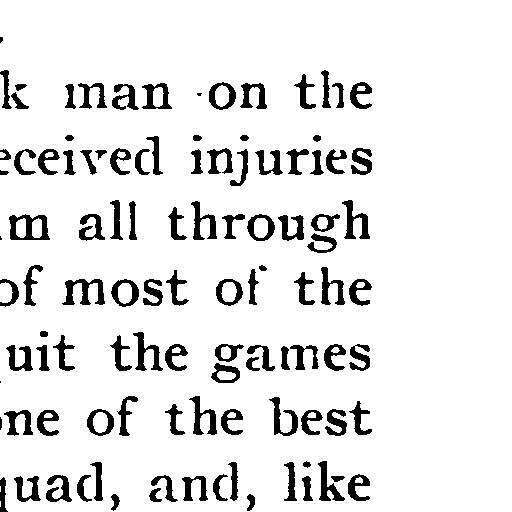 k man on the
eceived injuries
m all through
of most of the
uit the games
ne of the best
quad, and, like